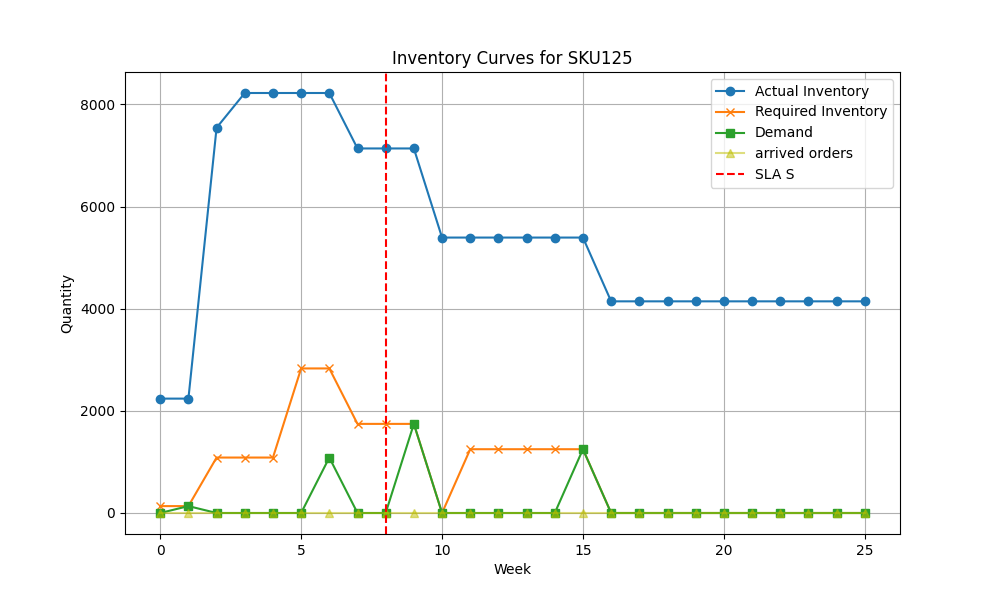 Inventory Curves for SKU125
Actual Inventory
Required Inventory
Demand
arrived orders
SLA S
Quantity
8000
6000
4000
2000
0
0 5 10 15 20 25
Week